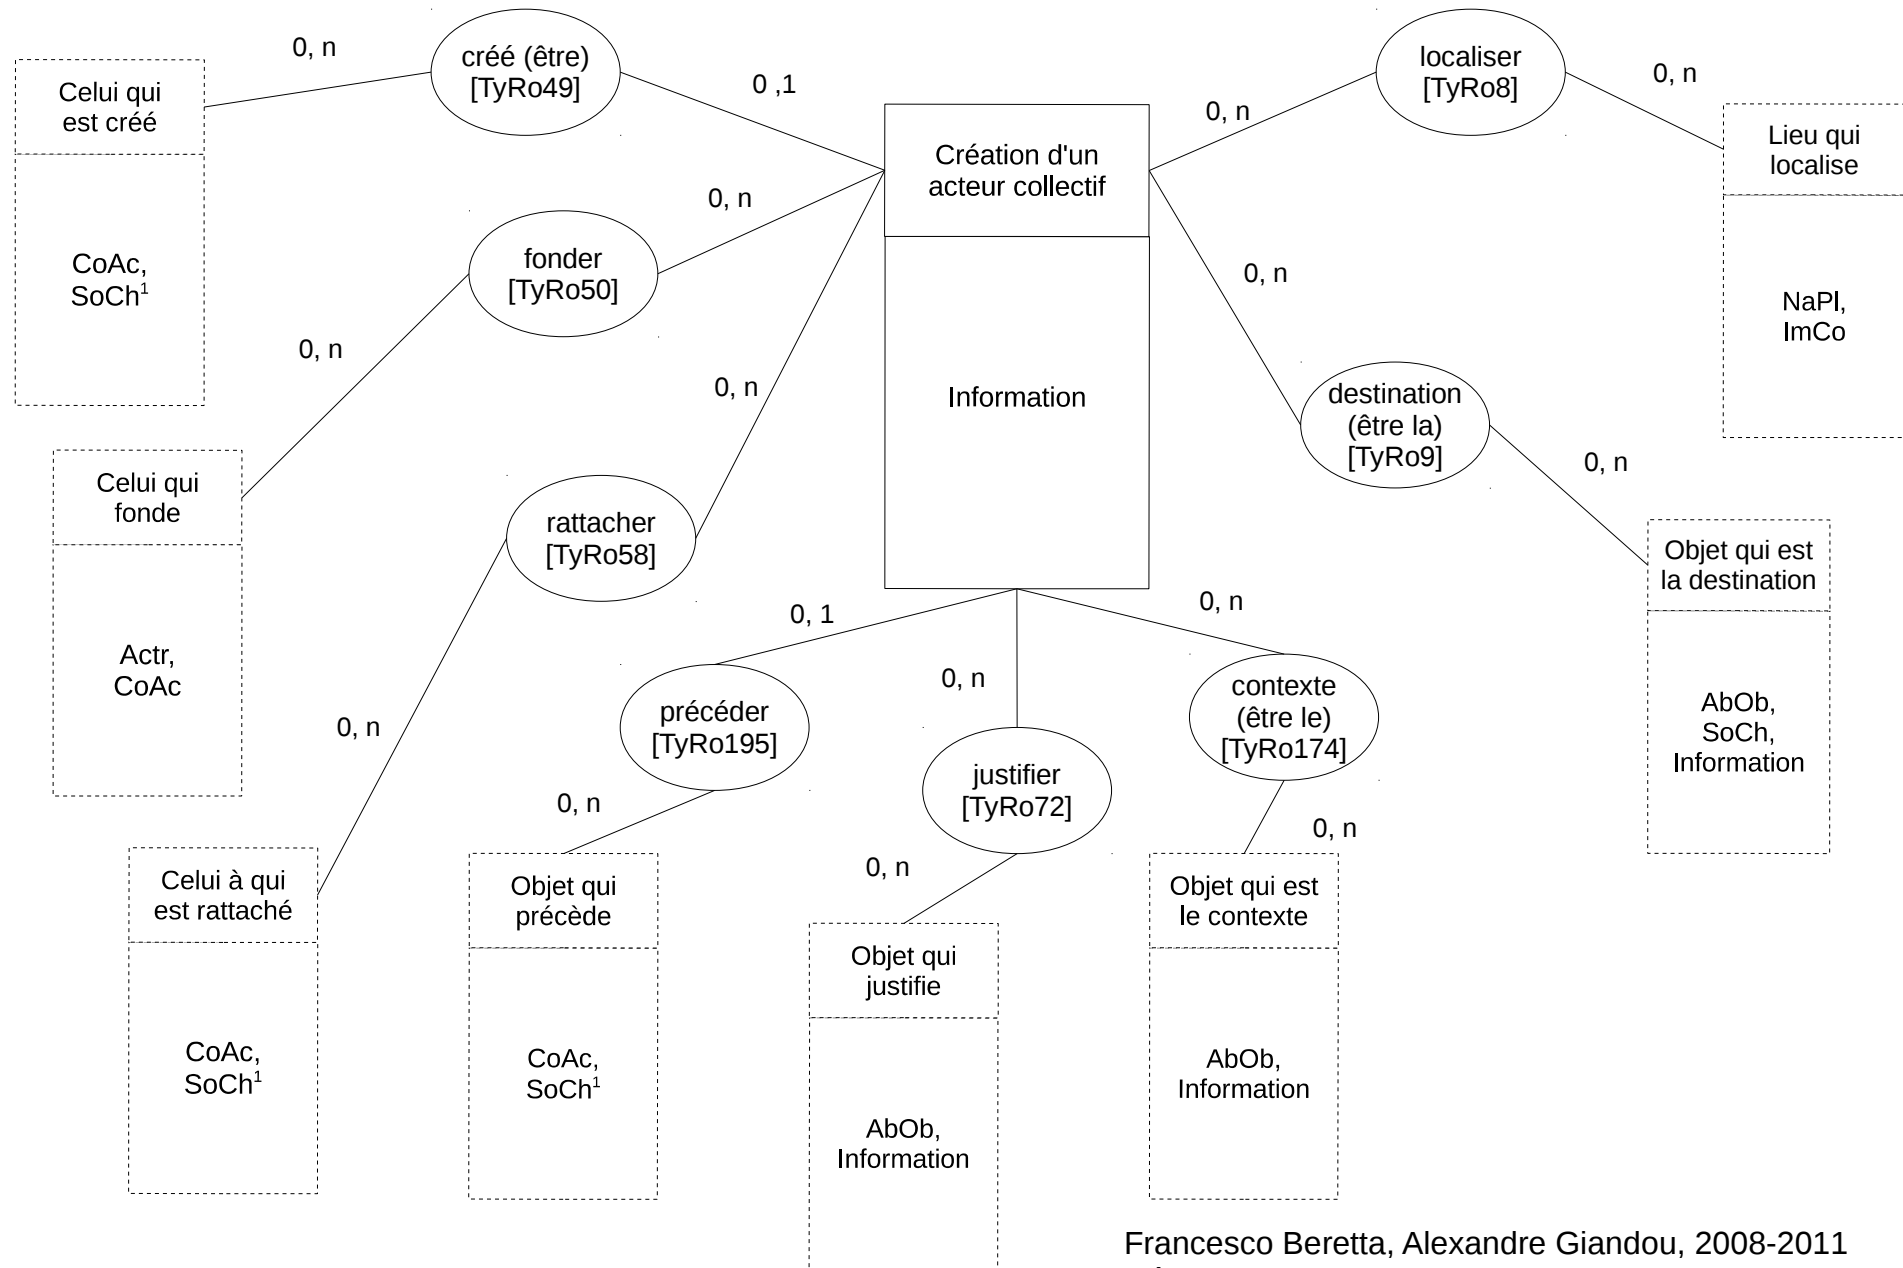 0, n
créé (être)
[TyRo49]
0 ,1
localiser
[TyRo8]
0, n
0, n
Celui qui
est créé
CoAc,
SoCh¹
Création d'un
acteur collectif
Information
Lieu qui
localise
NaPl,
ImCo
0, n
fonder
[TyRo50]
0, n
0, n
destination
(être la)
[TyRo9]
0, n
0, n
Celui qui
fonde
Actr,
CoAc
rattacher
[TyRo58]
0, n
Objet qui est
la destination
AbOb,
SoCh,
Information
0, 1
0, n
0, n
précéder
[TyRo195]
justifier
[TyRo72]
contexte
(être le)
[TyRo174]
0, n
0, n
0, n
Celui à qui
est rattaché
CoAc,
SoCh¹
Objet qui
précède
CoAc,
SoCh¹
Objet qui
justifie
AbOb,
Information
Objet qui est
le contexte
AbOb,
Information
Francesco Beretta, Alexandre Giandou, 2008-2011